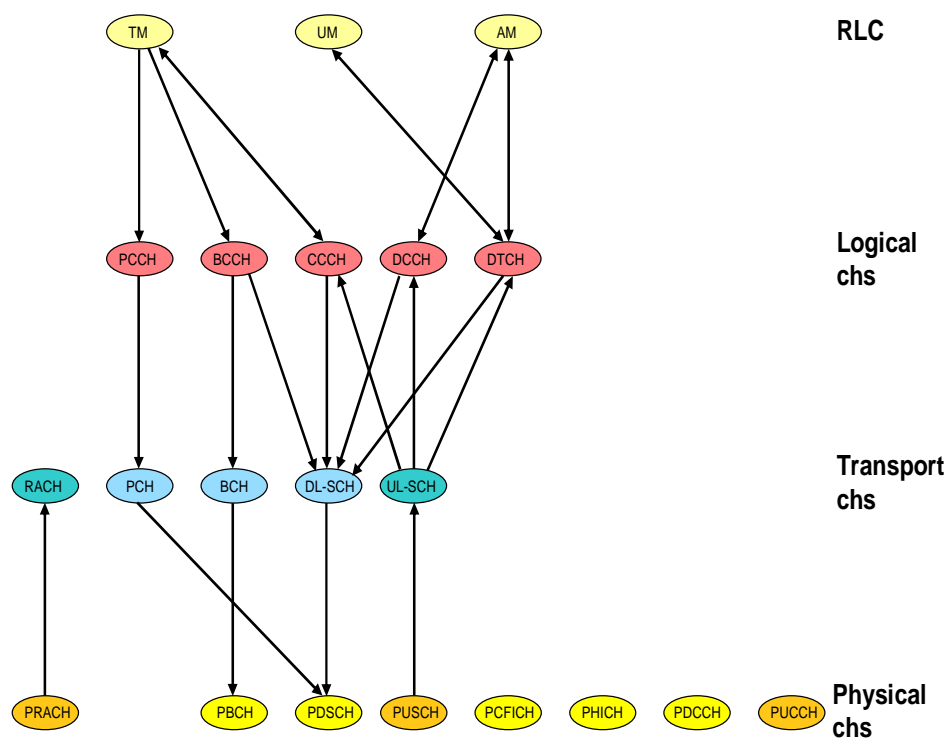 TM UM AM RLC
PCCH BCCH CCCH DCCH DTCH Logical
chs
RACH PCH BCH DL-SCH UL-SCH Transport
chs
PRACH PBCH PDSCH PUSCH PCFICH PHICH PDCCH PUCCH Physical
chs